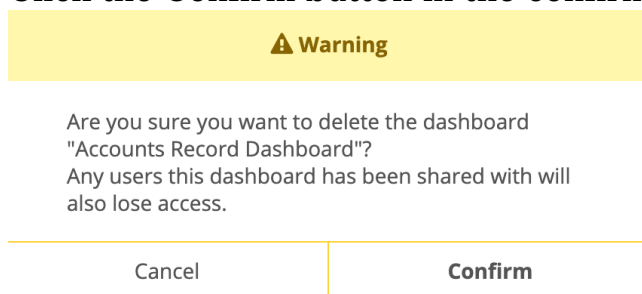 Warning
Are you sure you want to delete the dashboard
"Accounts Record Dashboard"?
Any users this dashboard has been shared with will
also lose access.
Cancel
Confirm